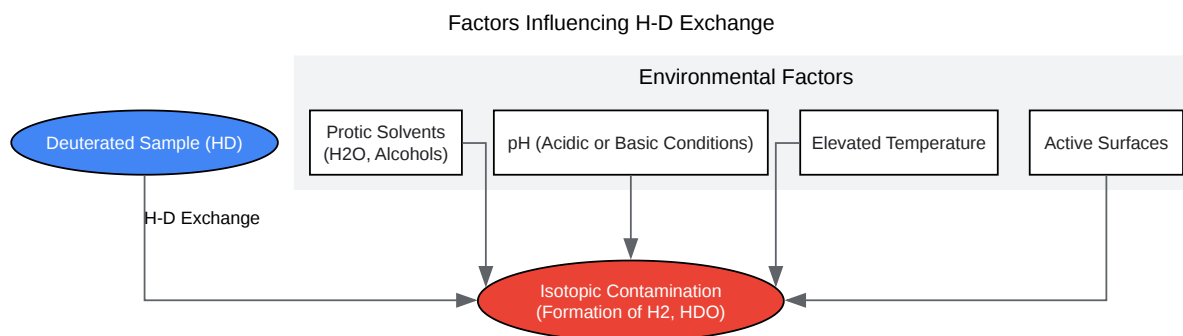 Factors Influencing H-D Exchange
Environmental Factors
Deuterated Sample (HD)
Protic Solvents
(H2O, Alcohols)
pH (Acidic or Basic Conditions)
Elevated Temperature
Active Surfaces
H-D Exchange
Isotopic Contamination
(Formation of H2, HDO)